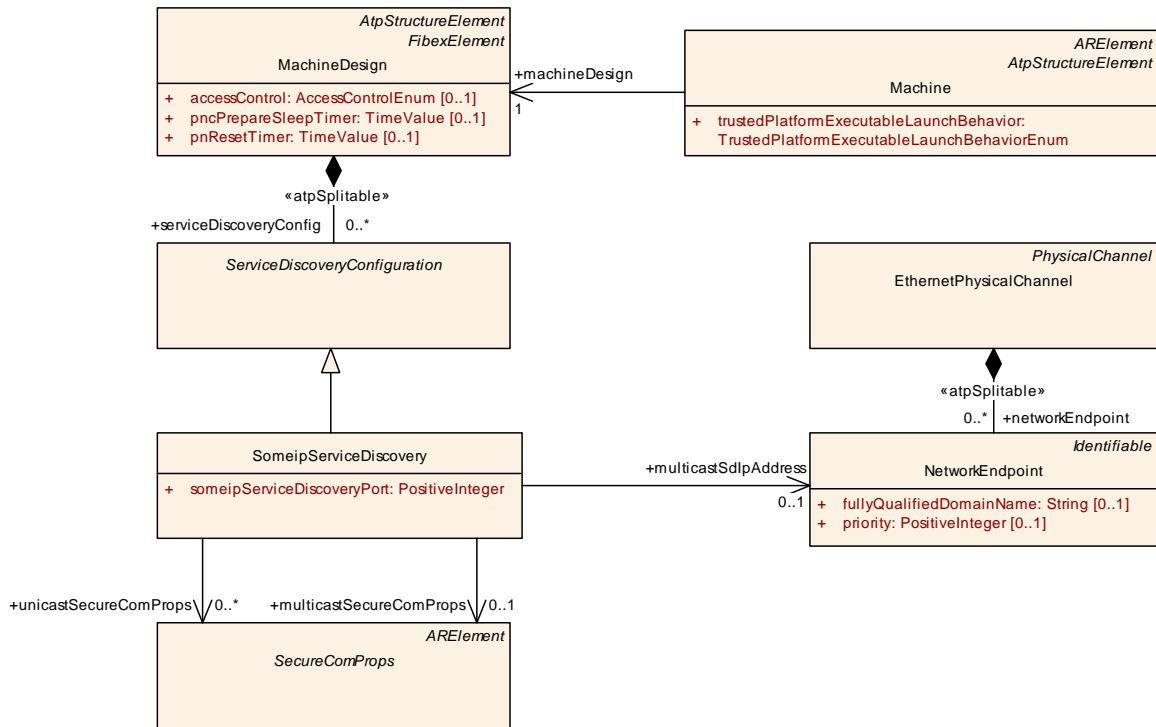 AtpStructureElement
FibexElement
MachineDesign
+ accessControl: AccessControlEnum [0..1]
+ pncPrepareSleepTimer: TimeValue [0..1]
+ pnResetTimer: TimeValue [0..1]
+machineDesign
1
ARElement
AtpStructureElement
Machine
+ trustedPlatformExecutableLaunchBehavior:
TrustedPlatformExecutableLaunchBehaviorEnum
«atpSplitable»
+serviceDiscoveryConfig 0..*
ServiceDiscoveryConfiguration
PhysicalChannel
EthernetPhysicalChannel
«atpSplitable»
0..* +networkEndpoint
SomeipServiceDiscovery
+ someipServiceDiscoveryPort: PositiveInteger
+multicastSdIpAddress
0..1
Identifiable
NetworkEndpoint
+ fullyQualifiedDomainName: String [0..1]
+ priority: PositiveInteger [0..1]
+unicastSecureComProps 0..*
+multicastSecureComProps 0..1
ARElement
SecureComProps